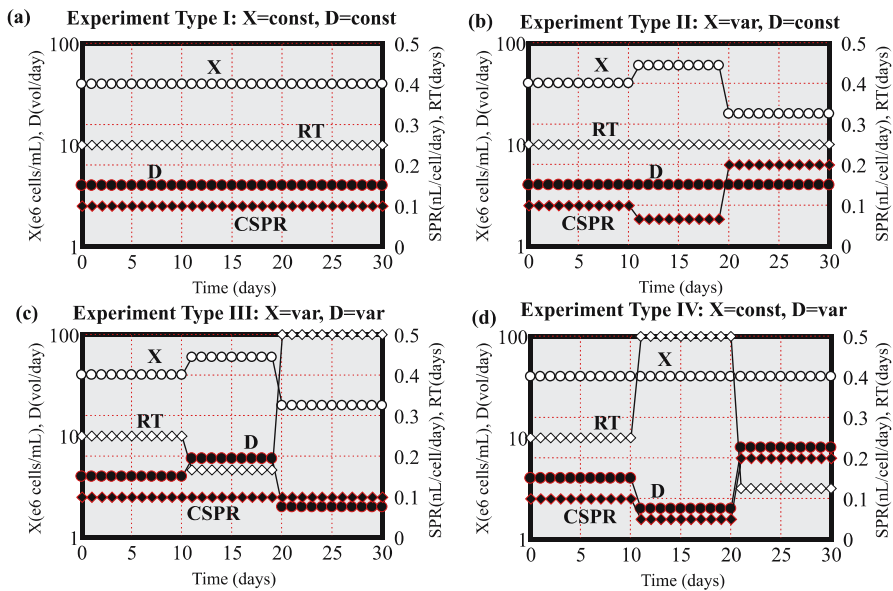 (a) Experiment Type I: X=const, D=const
100
10
1
X(e6 cells/mL), D(vol/day)
X
RT
D
CSPR
0.5
0.4
0.3
0.2
0.1
0
SPR(nL/cell/day), RT(days)
0 5 10 15 20 25 30
Time (days)
(b) Experiment Type II: X=var, D=const
100
10
1
X(e6 cells/mL), D(vol/day)
X
RT
D
CSPR
0.5
0.4
0.3
0.2
0.1
0
SPR(nL/cell/day), RT(days)
0 5 10 15 20 25 30
Time (days)
(c) Experiment Type III: X=var, D=var
100
10
1
X(e6 cells/mL), D(vol/day)
X
RT
D
CSPR
0.5
0.4
0.3
0.2
0.1
0
SPR(nL/cell/day), RT(days)
0 5 10 15 20 25 30
Time (days)
(d) Experiment Type IV: X=const, D=var
100
10
1
X(e6 cells/mL), D(vol/day)
X
RT
D
CSPR
0.5
0.4
0.3
0.2
0.1
0
SPR(nL/cell/day), RT(days)
0 5 10 15 20 25 30
Time (days)